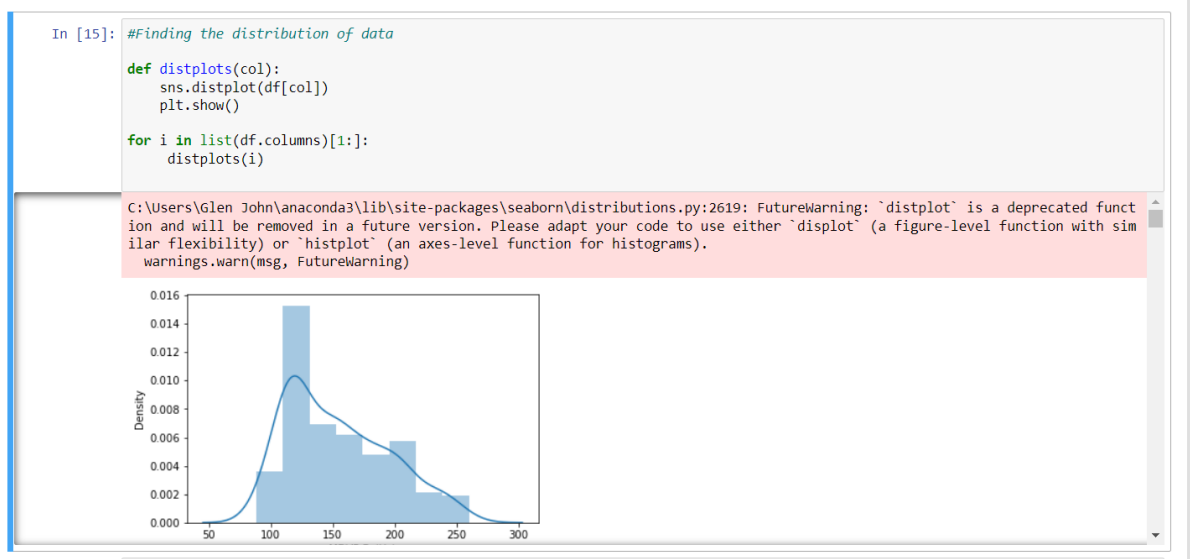 In [15]: #Finding the distribution of data
def distplots(col):
sns.distplot(df[col])
plt.show()
for i in list(df.columns)[1:]:
distplots(i)
C:\Users\Glen John\anaconda3\lib\site-packages\seaborn\distributions.py:2619: FutureWarning: `distplot` is a deprecated funct
ion and will be removed in a future version. Please adapt your code to use either `displot` (a figure-level function with sim
ilar flexibility) or `histplot` (an axes-level function for histograms).
warnings.warn(msg, FutureWarning)
0.016
0.014
0.012
0.010
0.008
0.006
0.004
0.002
0.000
Density
50 100 150 200 250 300